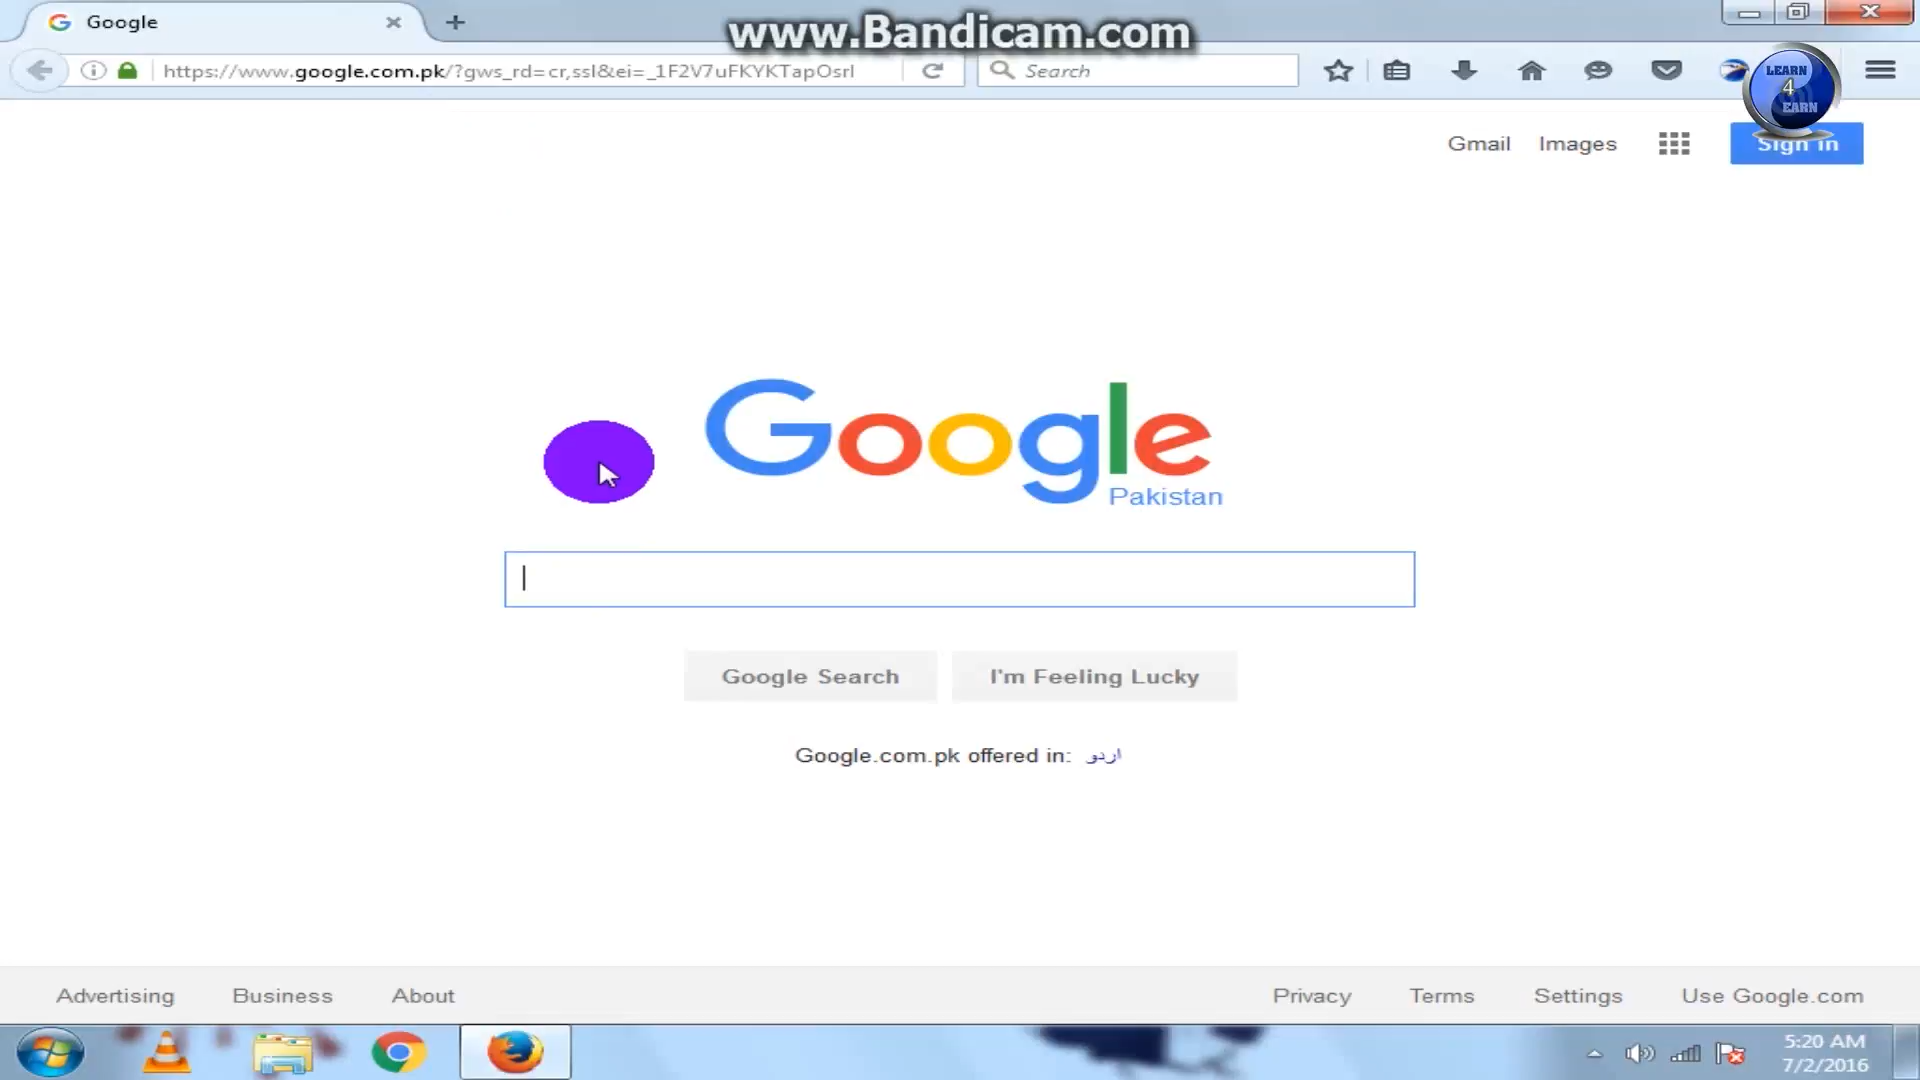 Google
www.Bandicam.com
https://www.google.com.pk/?gws_rd=cr,ssl&ei=_1F2V7uFKYKTapOsrl
Search
LEARN
4
EARN
Gmail
Images
Sign in
Google
Pakistan
Google Search
I'm Feeling Lucky
Google.com.pk offered in: اردو
Advertising
Business
About
Privacy
Terms
Settings
Use Google.com
5:20 AM
7/2/2016